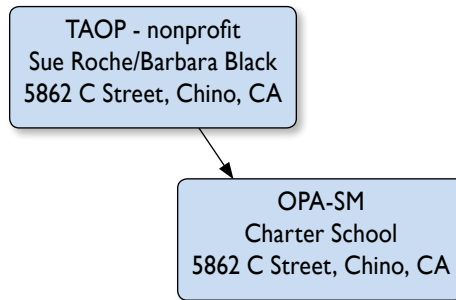 TAOP - nonprofit
Sue Roche/Barbara Black
5862 C Street, Chino, CA
OPA-SM
Charter School
5862 C Street, Chino, CA